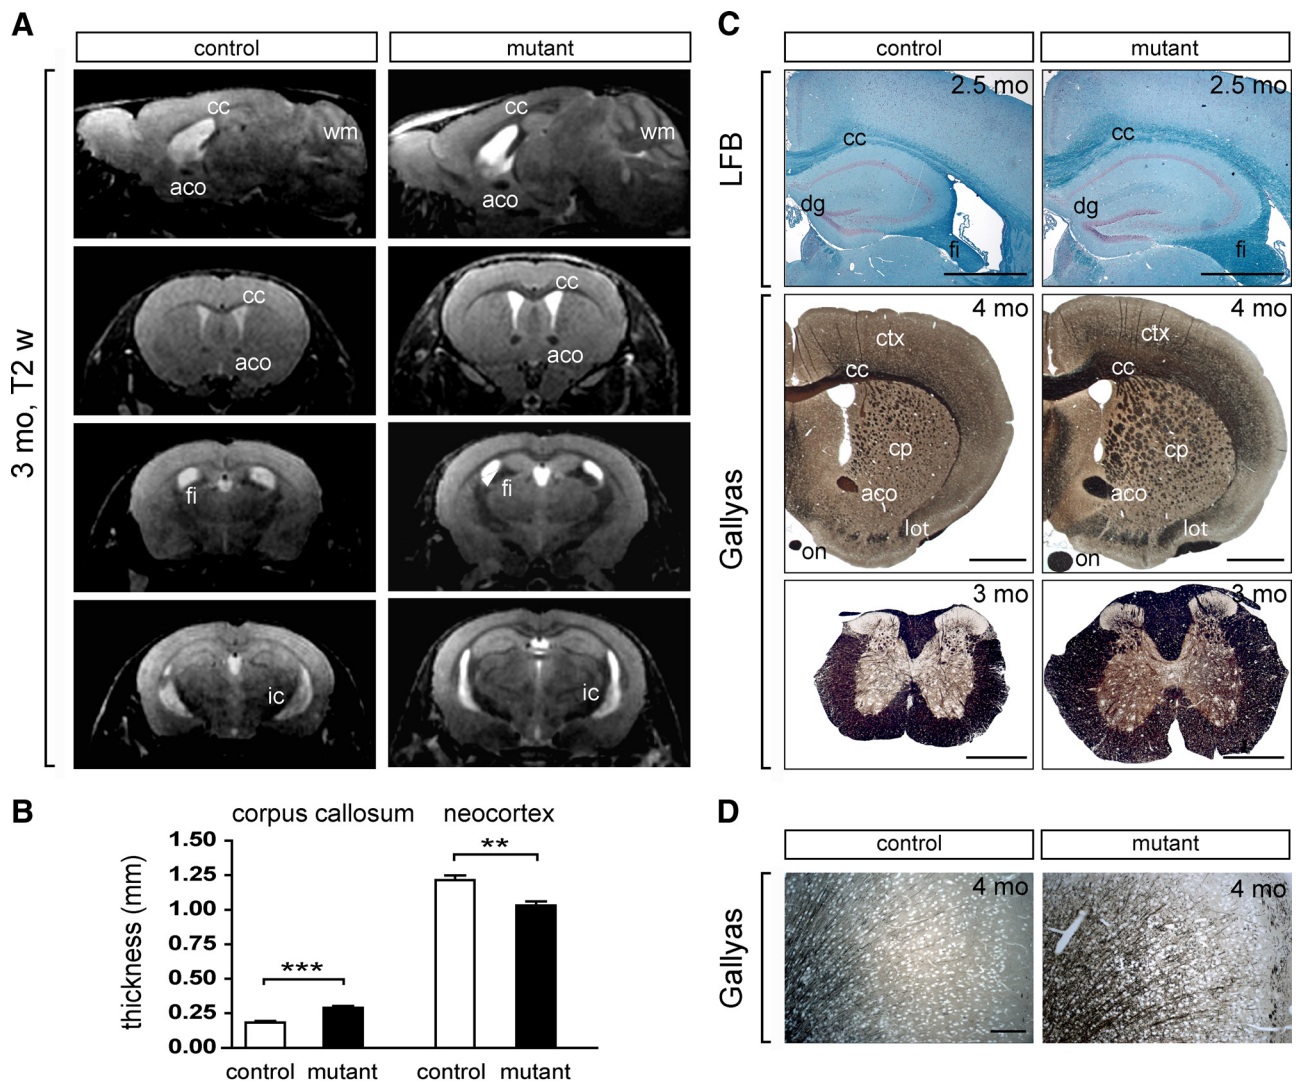 A
control
mutant
3 mo, T2 w
cc
wm
aco
cc
wm
aco
cc
aco
cc
aco
fi
fi
ic
ic
B
corpus callosum
neocortex
thickness (mm)
1.50
1.25
1.00
0.75
0.50
0.25
0.00
***
**
control
mutant
control
mutant
C
control
mutant
LFB
2.5 mo
cc
dg
fi
2.5 mo
cc
dg
fi
Gallyas
4 mo
ctx
cc
cp
aco
lot
on
4 mo
ctx
cc
cp
aco
lot
on
3 mo
3 mo
D
control
mutant
Gallyas
4 mo
4 mo